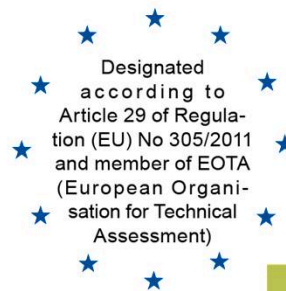 Designated
according to
Article 29 of Regula-
tion (EU) No 305/2011
and member of EOTA
(European Organi-
sation for Technical
Assessment)